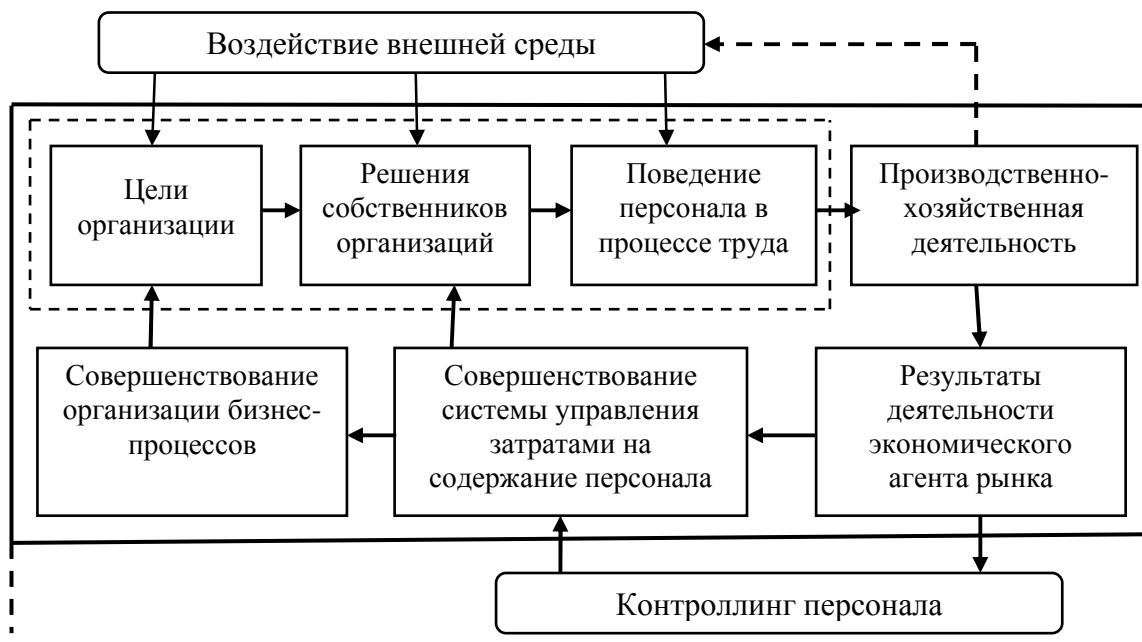 Воздействие внешней среды
Цели
организации
Решения
собственников
организаций
Поведение
персонала в
процессе труда
Производственно-
хозяйственная
деятельность
Совершенствование
организации бизнес-
процессов
Совершенствование
системы управления
затратами на
содержание персонала
Результаты
деятельности
экономического
агента рынка
Контроллинг персонала